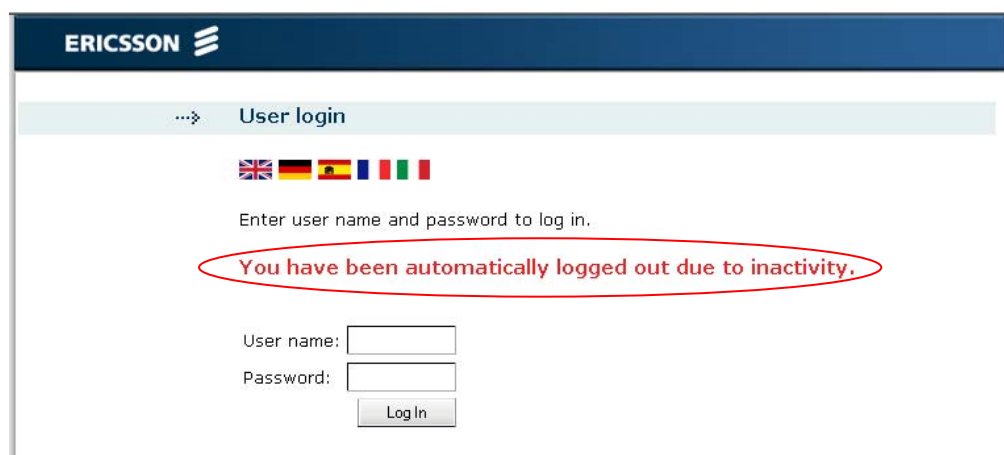 ERICSSON
User login
Enter user name and password to log in.
You have been automatically logged out due to inactivity.
User name:
Password:
Log In